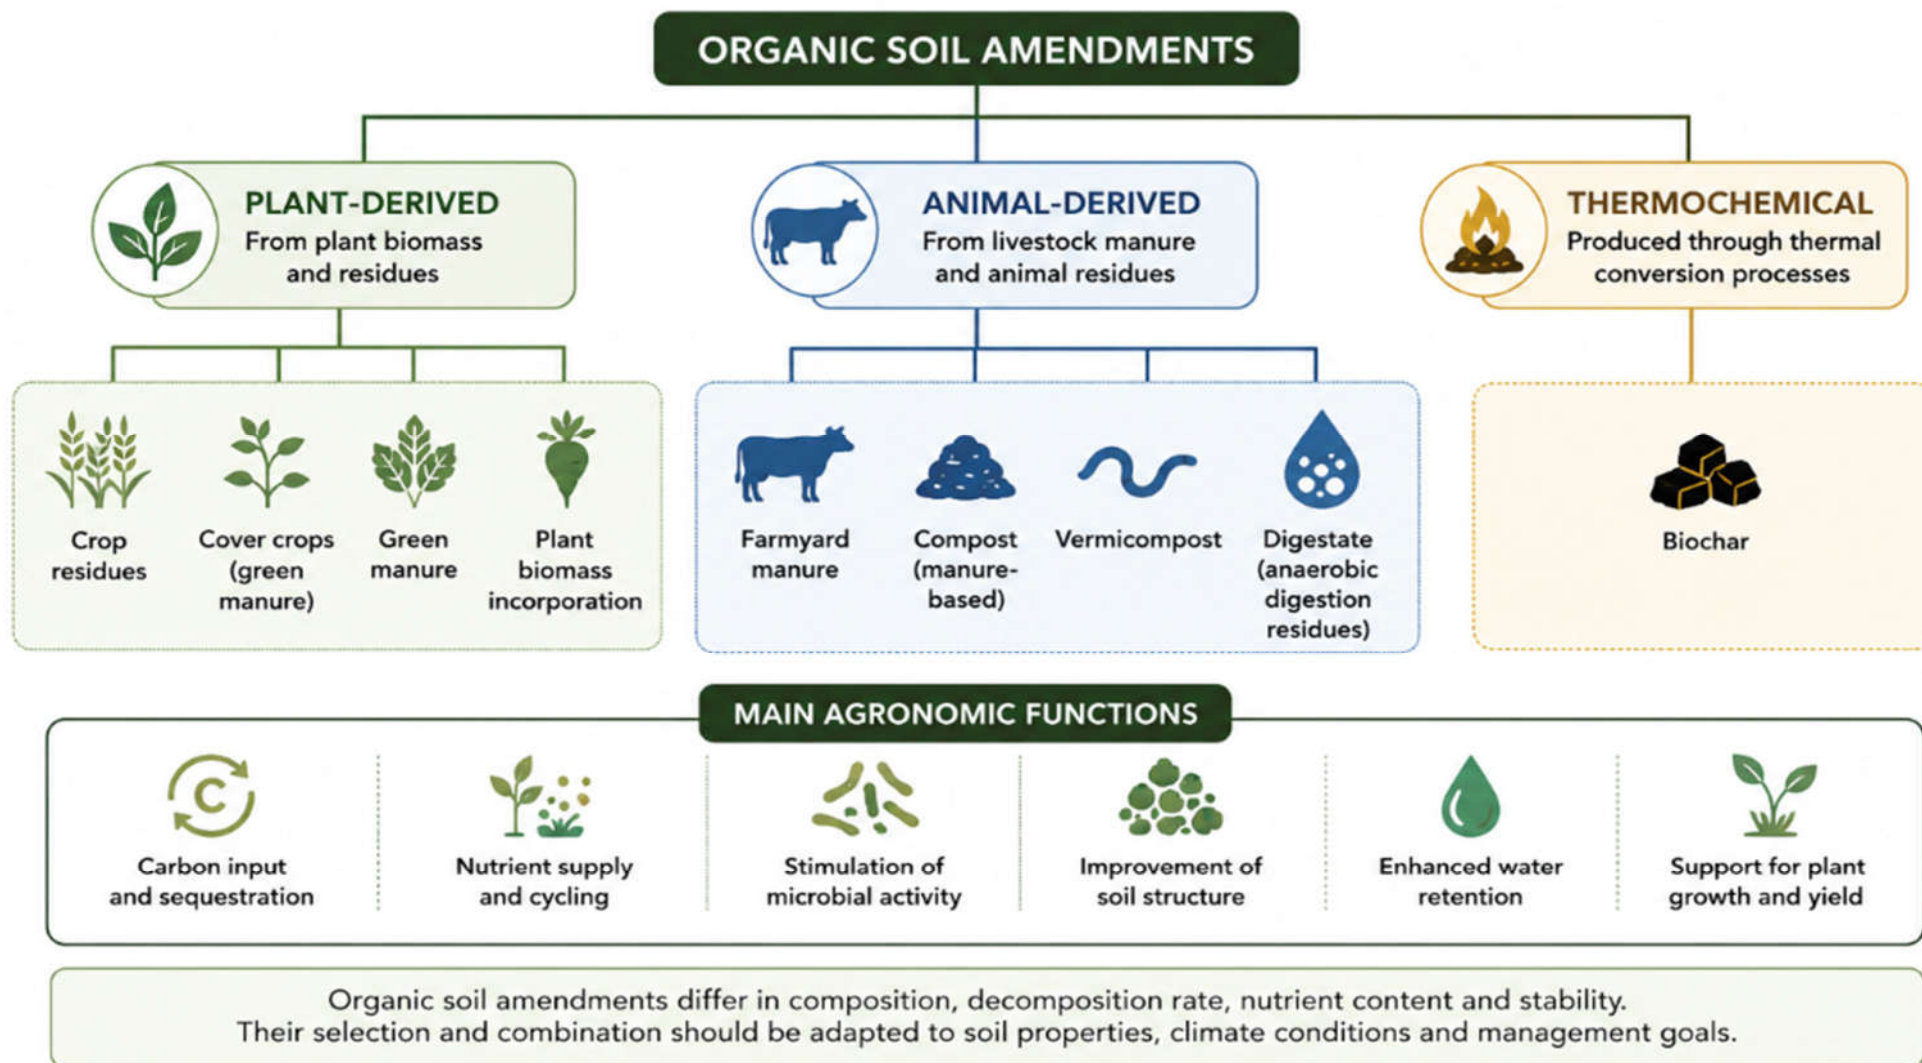 ORGANIC SOIL AMENDMENTS
PLANT-DERIVED
From plant biomass
and residues
ANIMAL-DERIVED
From livestock manure
and animal residues
THERMOCHEMICAL
Produced through thermal
conversion processes
Crop
residues
Cover crops
(green
manure)
Green
manure
Plant
biomass
incorporation
Farmyard
manure
Compost
(manure-
based)
Vermicompost
Digestate
(anaerobic
digestion
residues)
Biochar
MAIN AGRONOMIC FUNCTIONS
C
Carbon input
and sequestration
Nutrient supply
and cycling
Stimulation of
microbial activity
Improvement of
soil structure
Enhanced water
retention
Support for plant
growth and yield
Organic soil amendments differ in composition, decomposition rate, nutrient content and stability.
Their selection and combination should be adapted to soil properties, climate conditions and management goals.